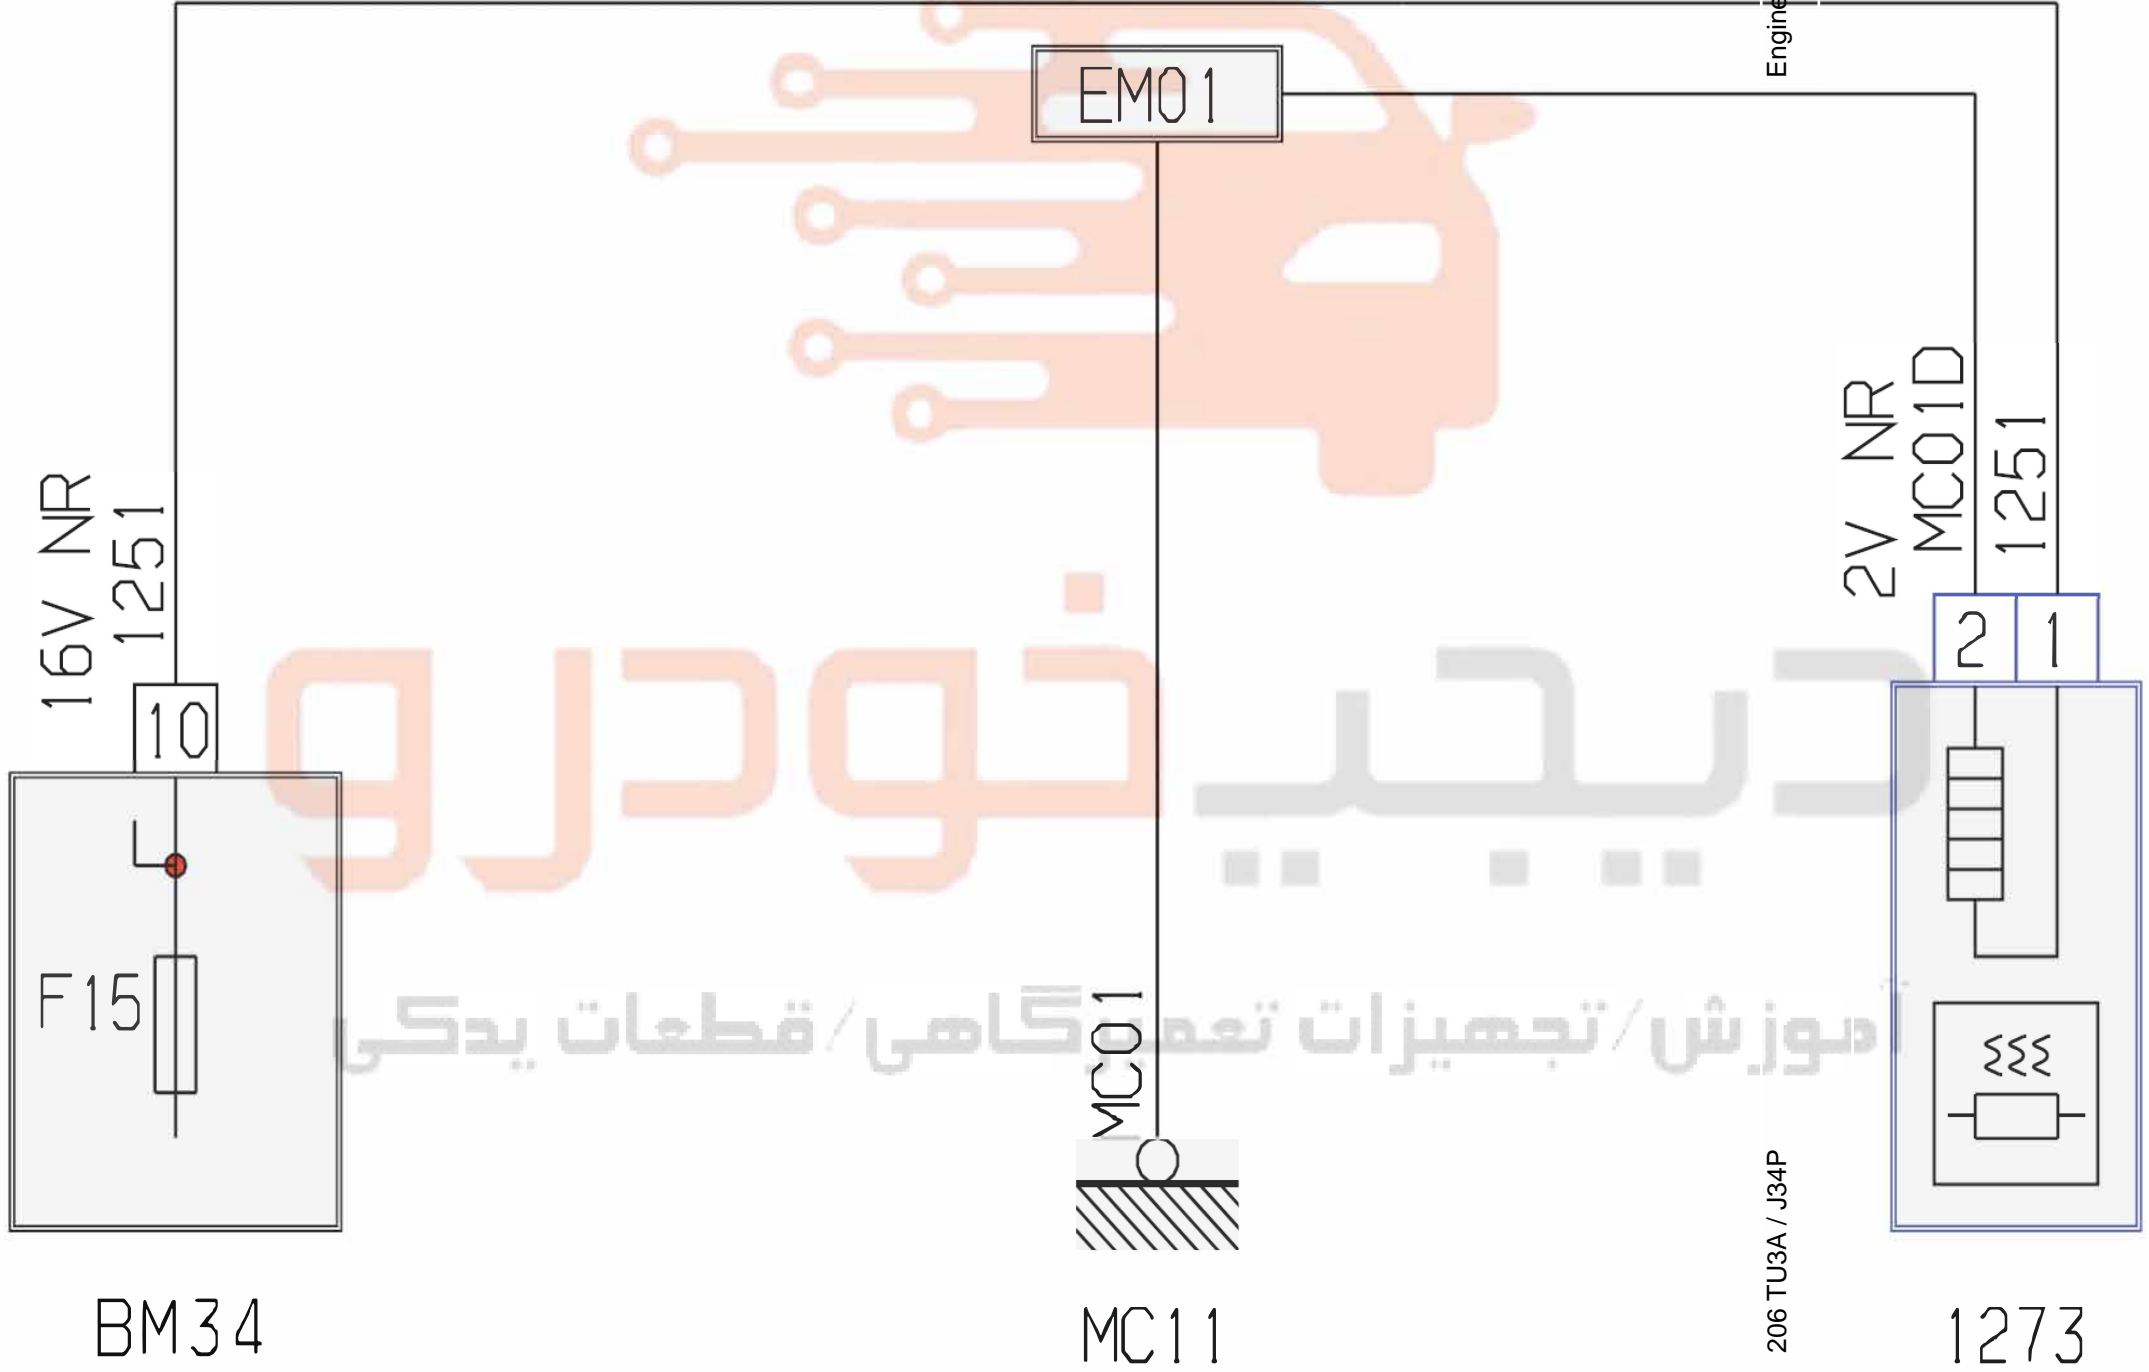 Engine
EM01
2V NR
MC01D
1251
16V NR
1251
2 1
10
دیجیتال خودرو
F15
آموزش/تجهیزات تعمیرگاهی/قطعات یدکی
MC01
206 TU3A / J34P
BM34
MC11
1273